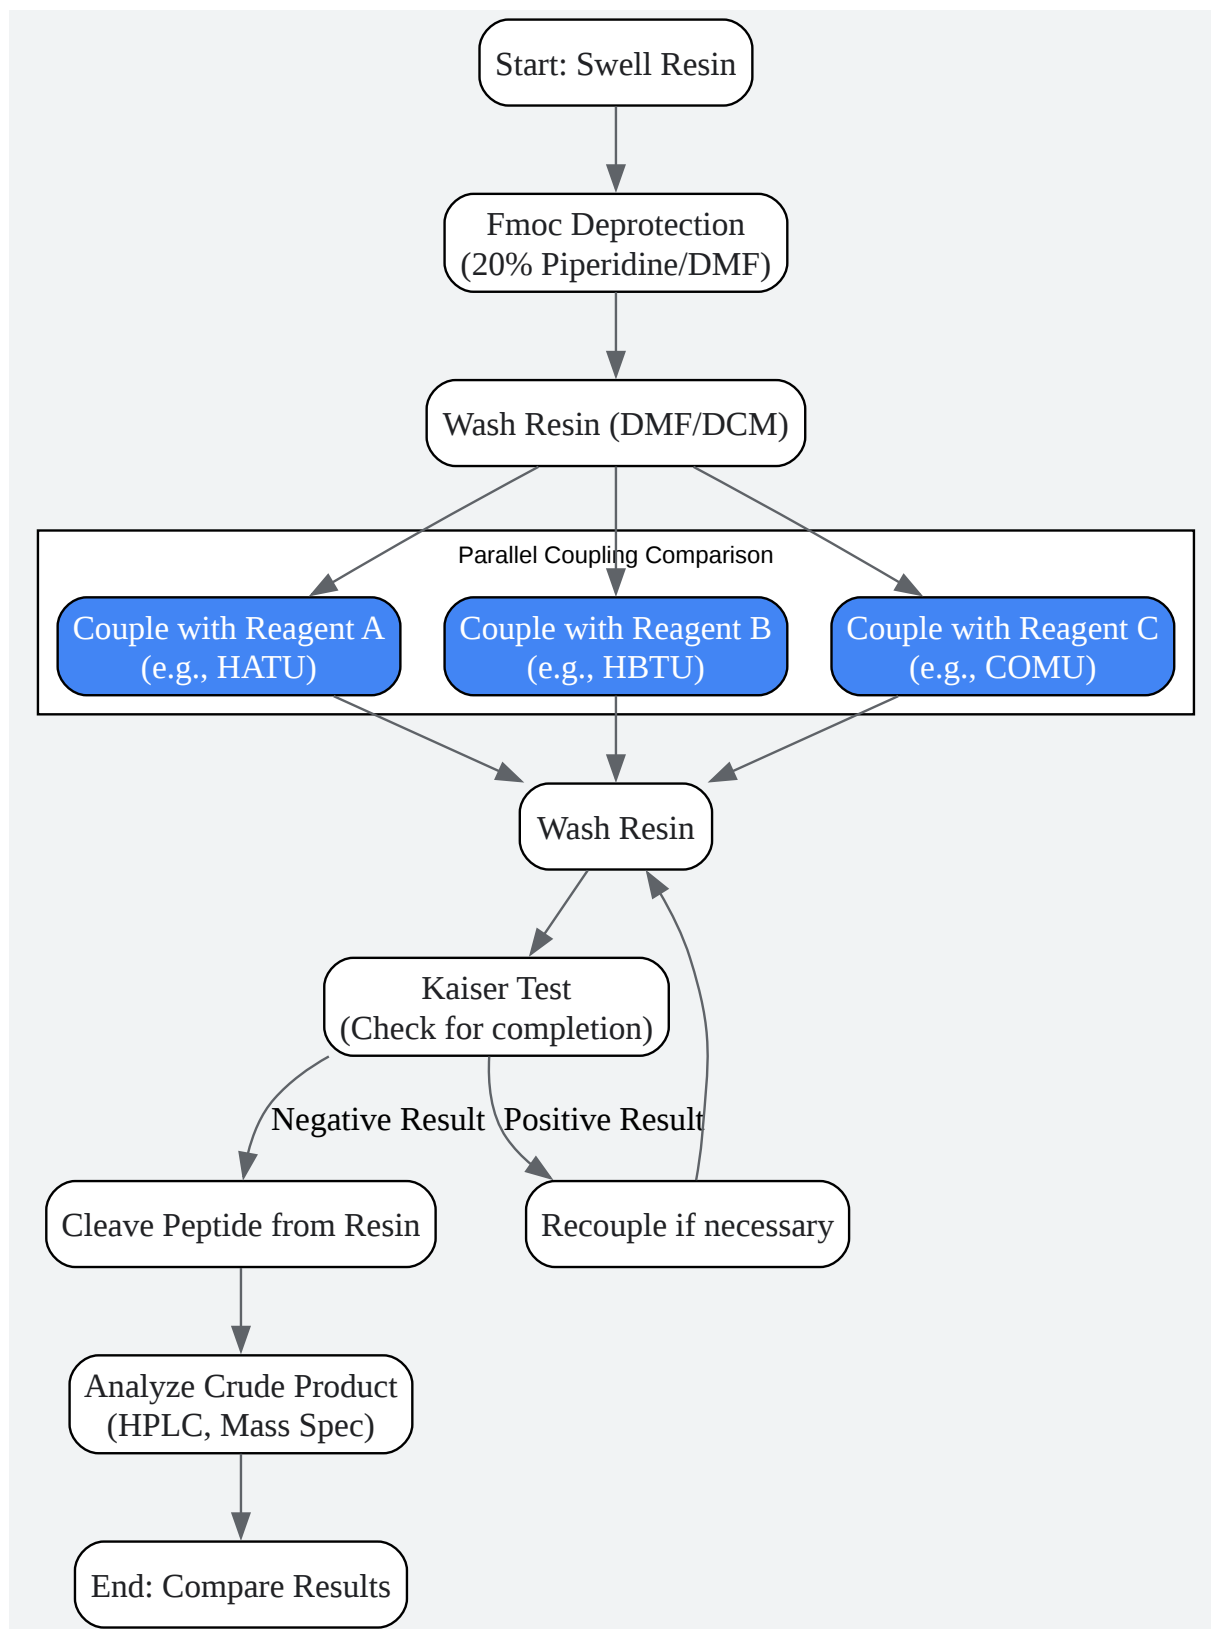 Start: Swell Resin
Fmoc Deprotection
(20% Piperidine/DMF)
Wash Resin (DMF/DCM)
Parallel Coupling Comparison
Couple with Reagent A
(e.g., HATU)
Couple with Reagent B
(e.g., HBTU)
Couple with Reagent C
(e.g., COMU)
Wash Resin
Kaiser Test
(Check for completion)
Negative Result
Positive Result
Cleave Peptide from Resin
Recouple if necessary
Analyze Crude Product
(HPLC, Mass Spec)
End: Compare Results